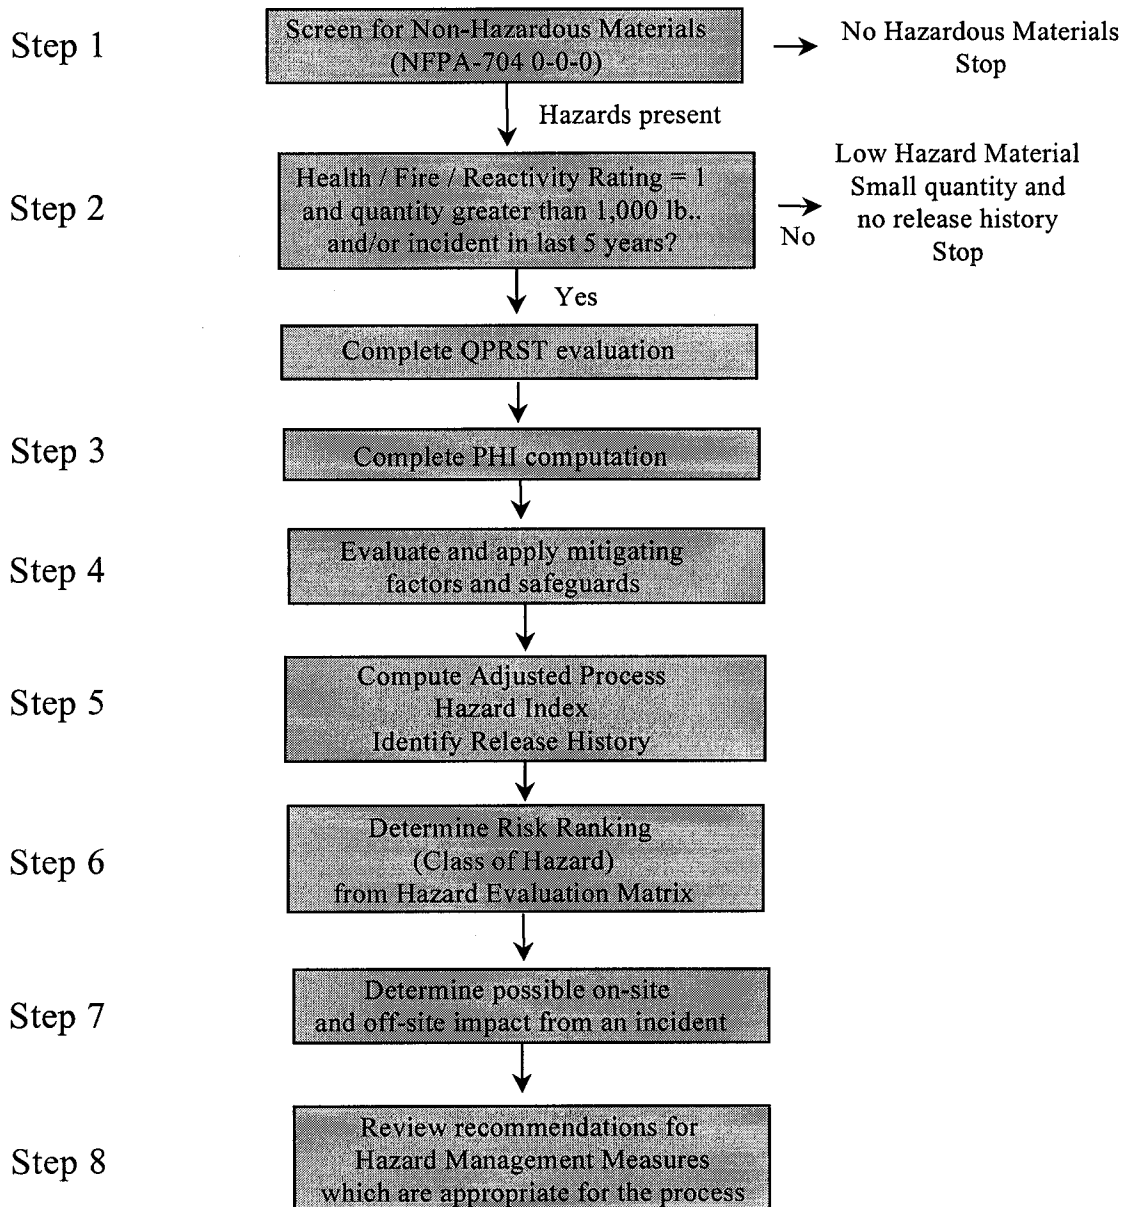 Step 1
Screen for Non-Hazardous Materials
(NFPA-704 0-0-0)
No Hazardous Materials
Stop
Hazards present
Step 2
Health / Fire / Reactivity Rating = 1
and quantity greater than 1,000 lb..
and/or incident in last 5 years?
No
Low Hazard Material
Small quantity and
no release history
Stop
Yes
Complete QPRST evaluation
Step 3
Complete PHI computation
Step 4
Evaluate and apply mitigating
factors and safeguards
Step 5
Compute Adjusted Process
Hazard Index
Identify Release History
Step 6
Determine Risk Ranking
(Class of Hazard)
from Hazard Evaluation Matrix
Step 7
Determine possible on-site
and off-site impact from an incident
Step 8
Review recommendations for
Hazard Management Measures
which are appropriate for the process